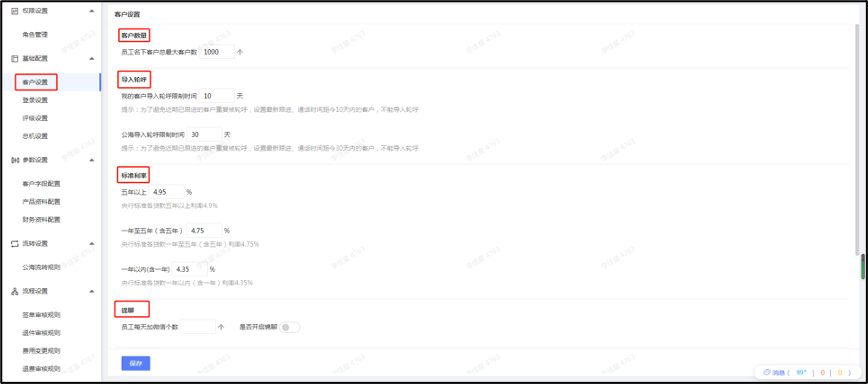 权限设置
角色管理
基础配置
客户设置
登录设置
评级设置
总机设置
参数设置
客户字段配置
产品资料配置
财务资料配置
流转设置
公海流转规则
流程设置
签单审核规则
退件审核规则
费用变更规则
退费审核规则
客户设置
客户数量
员工名下客户总最大客户数 1000 个
导入轮呼
我的客户导入轮呼限制时间 10 天
提示：为了避免近期已跟进的客户重复被轮呼，设置最新跟进、通话时间距今10天内的客户，不能导入轮呼
公海导入轮呼限制时间 30 天
提示：为了避免近期已跟进的客户重复被轮呼，设置最新跟进、通话时间距今30天内的客户，不能导入轮呼
标准利率
五年以上 4.95 %
央行标准各贷款五年以上利率4.9%
一年至五年（含五年） 4.75 %
央行标准各贷款一年至五年（含五年）利率4.75%
一年以内(含一年) 4.35 %
央行标准各贷款一年以内（含一年）利率4.35%
微聊
员工每天加微信个数 个 是否开启微聊
保存
消息 ( 99+ | 0 | 0 )